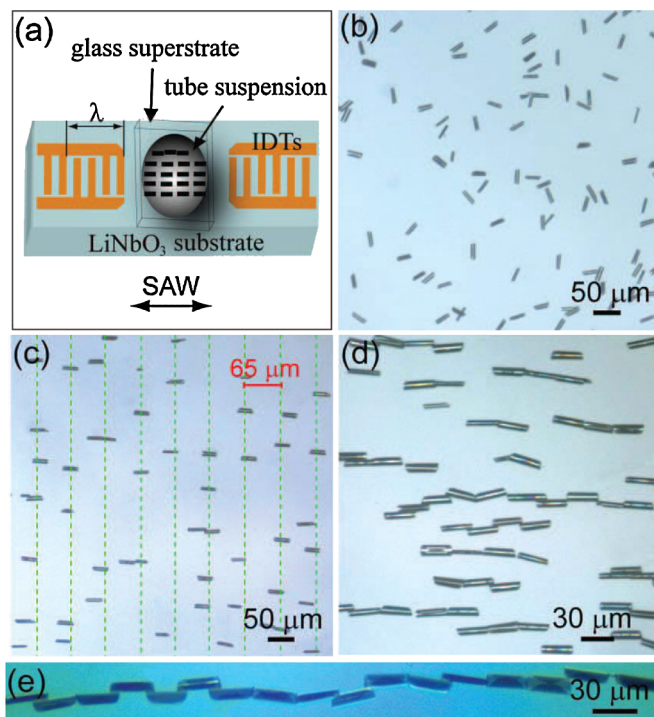 (a)
glass superstrate
tube suspension
λ
IDTs
LiNbO₃ substrate
SAW
(b)
50 μm
(c)
65 μm
50 μm
(d)
30 μm
(e)
30 μm